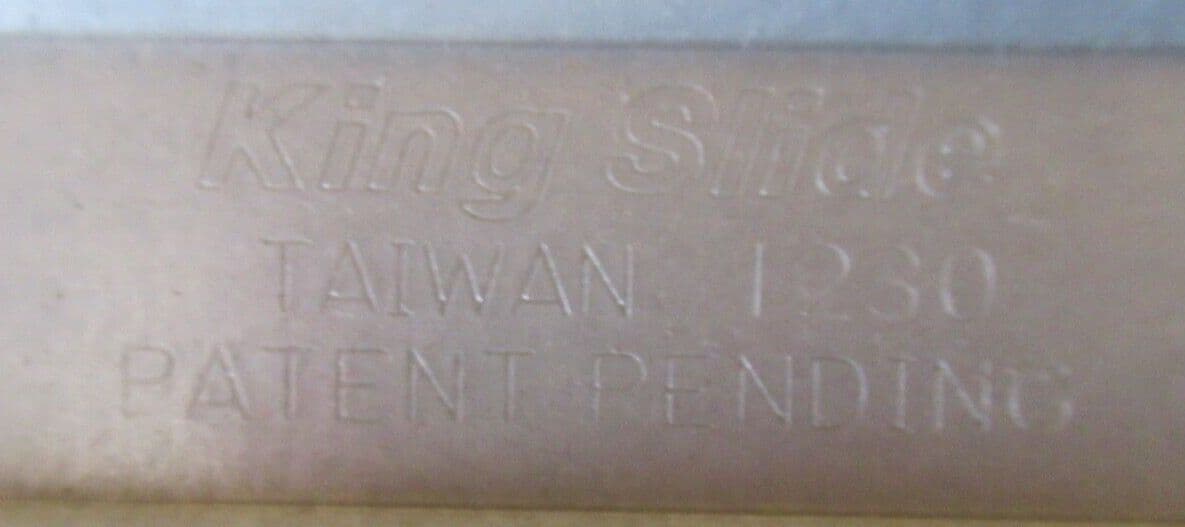 King Slide
TAIWAN 1230
PATENT PENDING